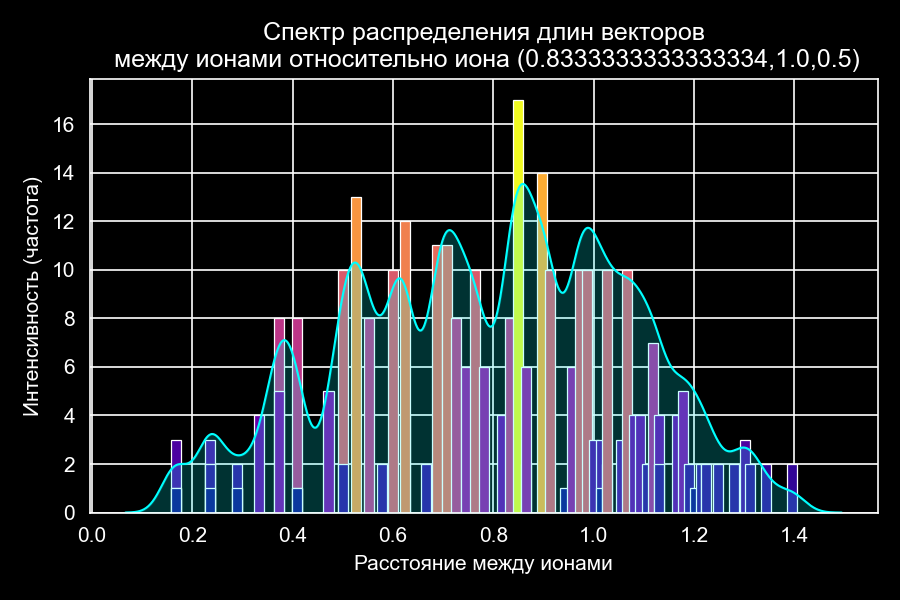 Спектр распределения длин векторов
между ионами относительно иона (0.8333333333333334,1.0,0.5)
Интенсивность (частота)
16
14
12
10
8
6
4
2
0
0.0 0.2 0.4 0.6 0.8 1.0 1.2 1.4
Расстояние между ионами